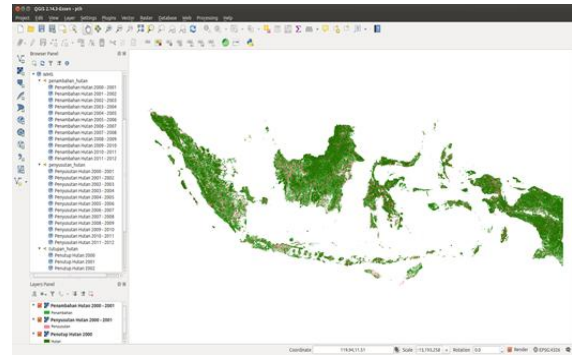 QGIS 2.14.3-Essen - pth
Project Edit View Layer Settings Plugins Vector Raster Database Web Processing Help
Browser Panel
WMS
penambahan_hutan
Penambahan Hutan 2000 - 2001
Penambahan Hutan 2001 - 2002
Penambahan Hutan 2002 - 2003
Penambahan Hutan 2003 - 2004
Penambahan Hutan 2004 - 2005
Penambahan Hutan 2005 - 2006
Penambahan Hutan 2006 - 2007
Penambahan Hutan 2007 - 2008
Penambahan Hutan 2008 - 2009
Penambahan Hutan 2009 - 2010
Penambahan Hutan 2010 - 2011
Penambahan Hutan 2011 - 2012
penyusutan_hutan
Penyusutan Hutan 2000 - 2001
Penyusutan Hutan 2001 - 2002
Penyusutan Hutan 2002 - 2003
Penyusutan Hutan 2003 - 2004
Penyusutan Hutan 2004 - 2005
Penyusutan Hutan 2005 - 2006
Penyusutan Hutan 2006 - 2007
Penyusutan Hutan 2007 - 2008
Penyusutan Hutan 2008 - 2009
Penyusutan Hutan 2009 - 2010
Penyusutan Hutan 2010 - 2011
Penyusutan Hutan 2011 - 2012
tutupan_hutan
Penutup Hutan 2000
Penutup Hutan 2001
Penutup Hutan 2002
Layers Panel
Penambahan Hutan 2000 - 2001
Penambahan
Penyusutan Hutan 2000 - 2001
Penyusutan
Penutup Hutan 2000
Hutan
Coordinate 114.64,11.51 Scale Rotation 0.0 Render EPSG:4326